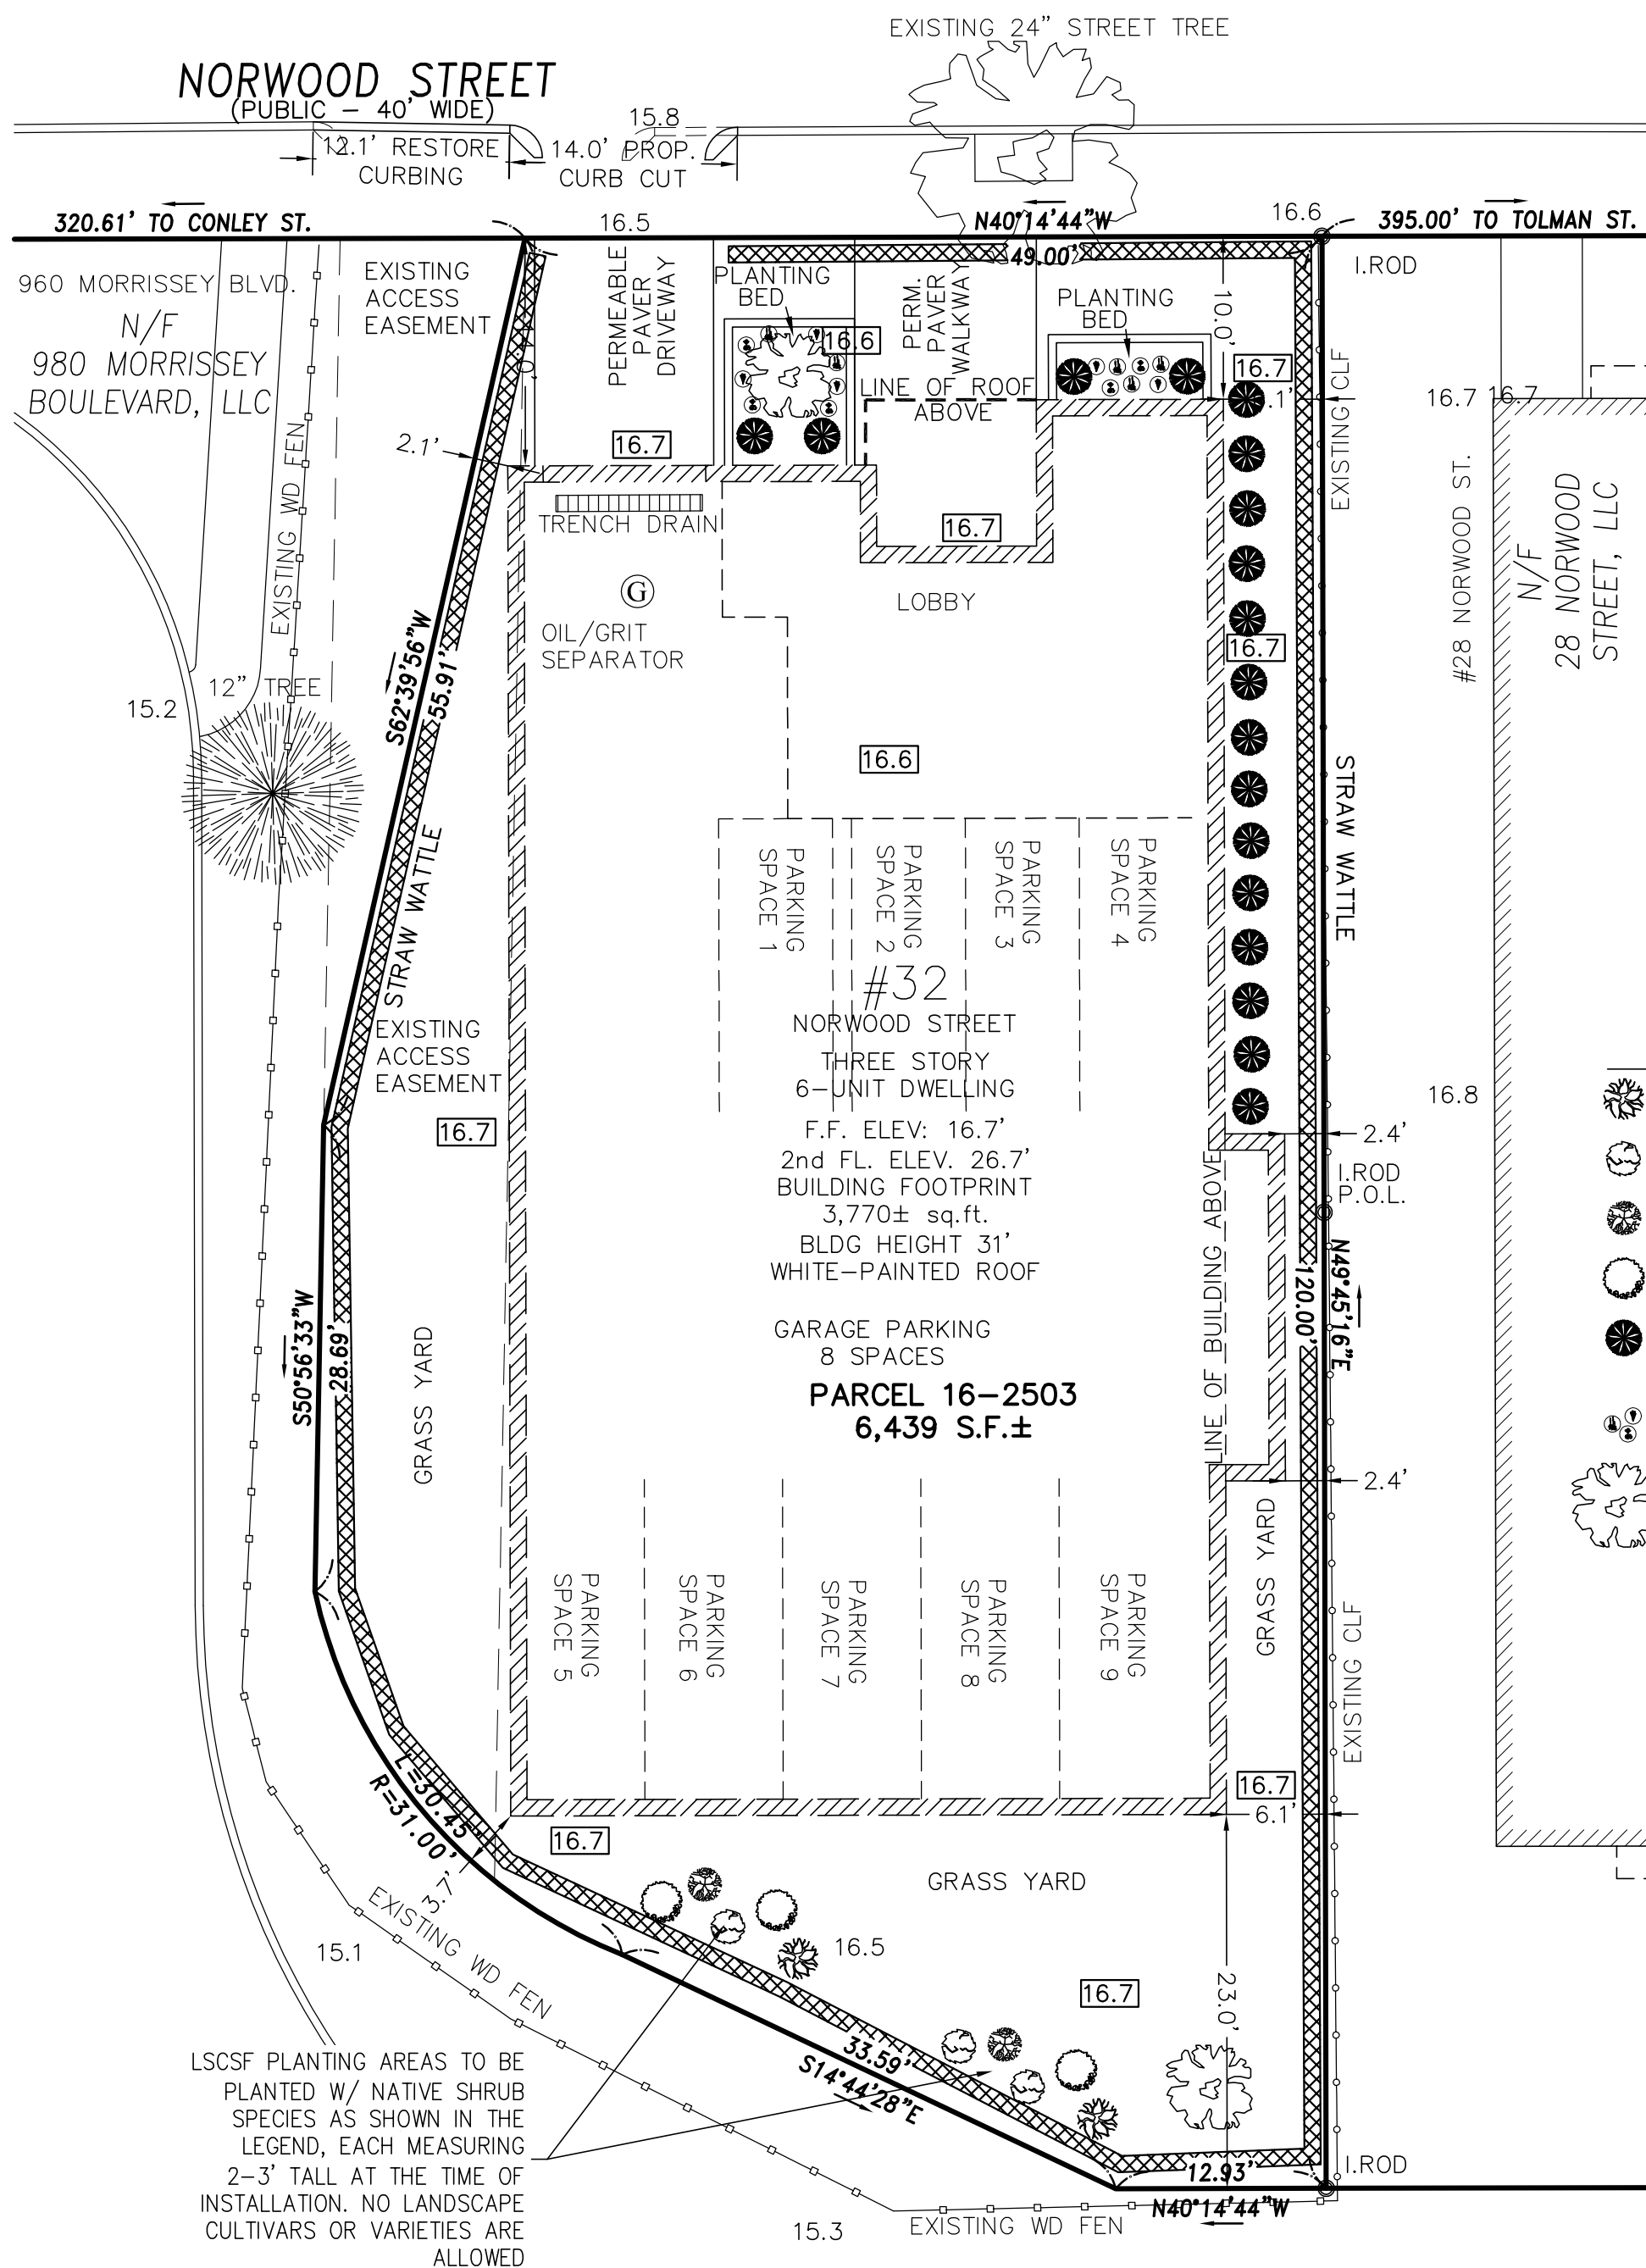 EXISTING 24" STREET TREE
NORWOOD STREET
(PUBLIC - 40' WIDE)
15.8
12.1' RESTORE
CURBING
14.0' PROP.
CURB CUT
320.61' TO CONLEY ST.
16.5
N40°14'44"W
49.00'
16.6
395.00' TO TOLMAN ST.
I.ROD
960 MORRISSEY BLVD.
N/F
980 MORRISSEY
BOULEVARD, LLC
EXISTING
ACCESS
EASEMENT
PERMEABLE
PAVER
DRIVEWAY
PLANTING
BED
PERM.
PAVER
WALKWAY
PLANTING
BED
10.0'
16.6
16.7
LINE OF ROOF
ABOVE
EXISTING CLF
16.7 16.7
2.1'
16.7
EXISTING WD FEN
TRENCH DRAIN
16.7
G
OIL/GRIT
SEPARATOR
LOBBY
#28 NORWOOD ST.
N/F
28 NORWOOD
STREET, LLC
S62°39'56"W
55.91'
16.7
15.2
12" TREE
16.6
STRAW WATTLE
STRAW WATTLE
PARKING
SPACE 1
PARKING
SPACE 2
PARKING
SPACE 3
PARKING
SPACE 4
#32
NORWOOD STREET
THREE STORY
6-UNIT DWELLING
F.F. ELEV: 16.7'
2nd FL. ELEV. 26.7'
BUILDING FOOTPRINT
3,770± sq.ft.
BLDG HEIGHT 31'
WHITE-PAINTED ROOF
GARAGE PARKING
8 SPACES
PARCEL 16-2503
6,439 S.F.±
EXISTING
ACCESS
EASEMENT
16.7
16.8
2.4'
I.ROD
P.O.L.
LINE OF BUILDING ABOVE
N49°45'16"E
120.00'
S50°56'33"W
28.69'
GRASS YARD
2.4'
GRASS YARD
PARKING
SPACE 5
PARKING
SPACE 6
PARKING
SPACE 7
PARKING
SPACE 8
PARKING
SPACE 9
EXISTING CLF
16.7
6.1'
L=30.45'
R=31.00'
3.7'
16.7
GRASS YARD
EXISTING WD FEN
15.1
16.5
16.7
23.0'
33.59'
S14°44'28"E
LSCSF PLANTING AREAS TO BE
PLANTED W/ NATIVE SHRUB
SPECIES AS SHOWN IN THE
LEGEND, EACH MEASURING
2-3' TALL AT THE TIME OF
INSTALLATION. NO LANDSCAPE
CULTIVARS OR VARIETIES ARE
ALLOWED
12.93'
I.ROD
N40°14'44"W
15.3
EXISTING WD FEN